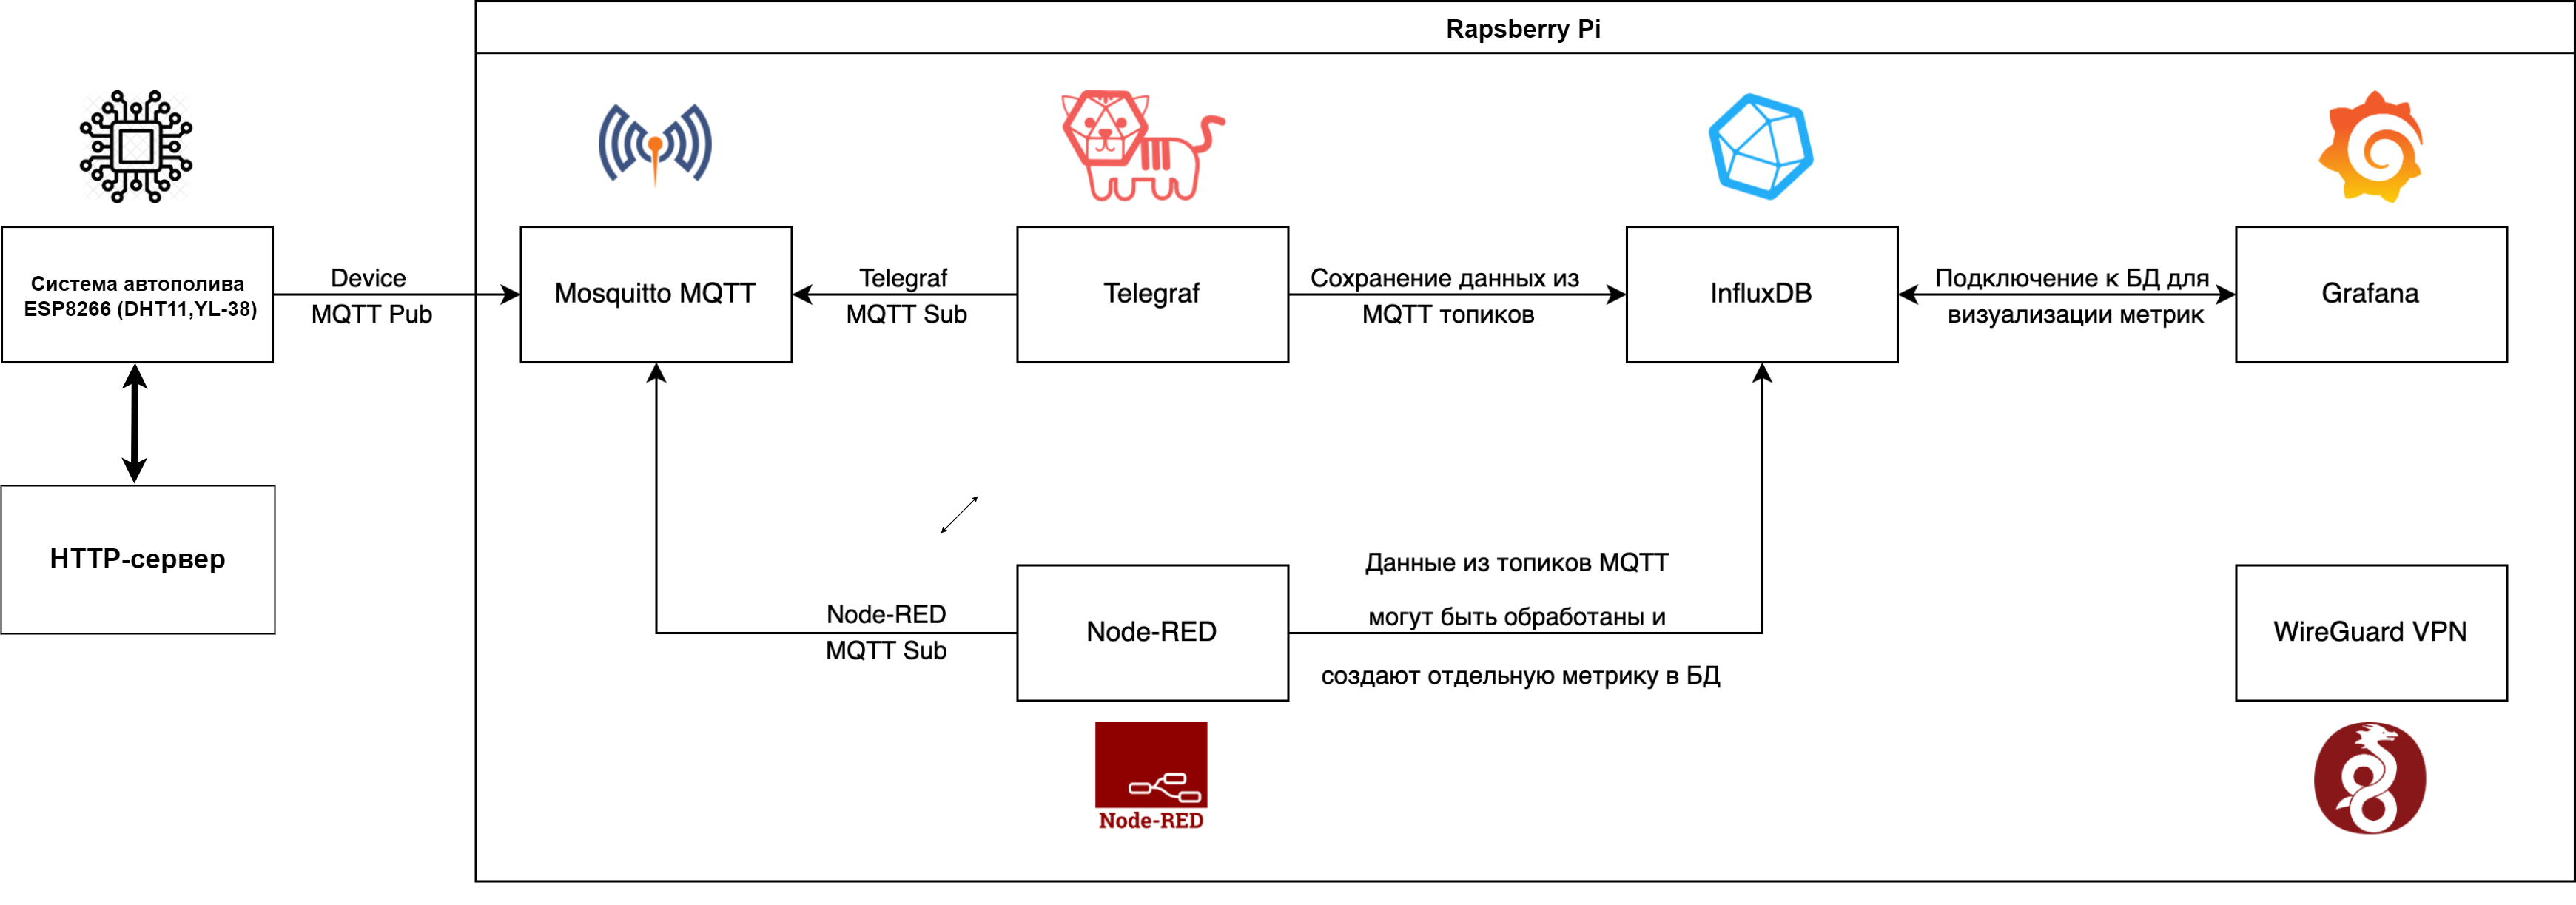 Rapsberry Pi
Система автополива
ESP8266 (DHT11,YL-38)
Device
MQTT Pub
Mosquitto MQTT
Telegraf
MQTT Sub
Telegraf
Сохранение данных из
MQTT топиков
InfluxDB
Подключение к БД для
визуализации метрик
Grafana
HTTP-сервер
Node-RED
MQTT Sub
Node-RED
Данные из топиков MQTT
могут быть обработаны и
создают отдельную метрику в БД
WireGuard VPN
Node-RED